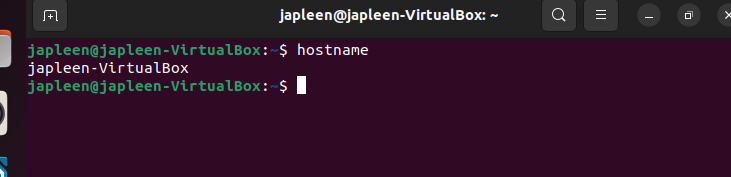 japleen@japleen-VirtualBox: ~
japleen@japleen-VirtualBox:~$ hostname
japleen-VirtualBox
japleen@japleen-VirtualBox:~$